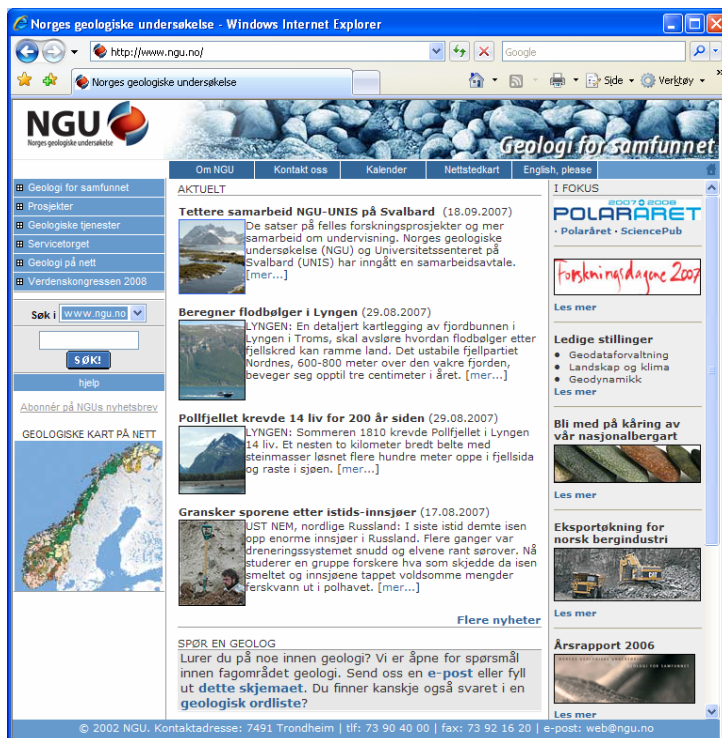 Norges geologiske undersøkelse - Windows Internet Explorer
http://www.ngu.no/
Google
Norges geologiske undersøkelse
Side
Verktøy
»
NGU
Norges geologiske undersøkelse
Geologi for samfunnet
Om NGU
Kontakt oss
Kalender
Nettstedkart
English, please
Geologi for samfunnet
Prosjekter
Geologiske tjenester
Servicetorget
Geologi på nett
Verdenskongressen 2008
Søk i www.ngu.no
SØK!
hjelp
Abonnér på NGUs nyhetsbrev
GEOLOGISKE KART PÅ NETT
AKTUELT
Tettere samarbeid NGU-UNIS på Svalbard (18.09.2007)
De satser på felles forskningsprosjekter og mer
samarbeid om undervisning. Norges geologiske
undersøkelse (NGU) og Universitetssenteret på
Svalbard (UNIS) har inngått en samarbeidsavtale.
[mer...]
Beregner flodbølger i Lyngen (29.08.2007)
LYNGEN: En detaljert kartlegging av fjordbunnen i
Lyngen i Troms, skal avsløre hvordan flodbølger etter
fjellskred kan ramme land. Det ustabile fjellpartiet
Nordnes, 600-800 meter over den vakre fjorden,
beveger seg opptil tre centimeter i året. [mer...]
Pollfjellet krevde 14 liv for 200 år siden (29.08.2007)
LYNGEN: Sommeren 1810 krevde Pollfjellet i Lyngen
14 liv. Et nesten to kilometer bredt belte med
steinmasser løsnet flere hundre meter oppe i fjellsida
og raste i sjøen. [mer...]
Gransker sporene etter istids-innsjøer (17.08.2007)
UST NEM, nordlige Russland: I siste istid demte isen
opp enorme innsjøer i Russland. Flere ganger var
dreneringssystemet snudd og elvene rant sørover. Nå
studerer en gruppe forskere hva som skjedde da isen
smeltet og innsjøene tappet voldsomme mengder
ferskvann ut i polhavet. [mer...]
Flere nyheter
SPØR EN GEOLOG
Lurer du på noe innen geologi? Vi er åpne for spørsmål
innen fagområdet geologi. Send oss en e-post eller fyll
ut dette skjemaet. Du finner kanskje også svaret i en
geologisk ordliste?
I FOKUS
2007-2008
POLARÅRET
· Polaråret · SciencePub
Forskningsdagene 2007
Les mer
Ledige stillinger
● Geodataforvaltning
● Landskap og klima
● Geodynamikk
Les mer
Bli med på kåring av
vår nasjonalbergart
Les mer
Eksportøkning for
norsk bergindustri
CAT
Les mer
Årsrapport 2006
NORGES GEOLOGISKE UNDERSØKELSE
GEOLOGI FOR SAMFUNNET
Les mer
© 2002 NGU. Kontaktadresse: 7491 Trondheim | tlf: 73 90 40 00 | fax: 73 92 16 20 | e-post: web@ngu.no